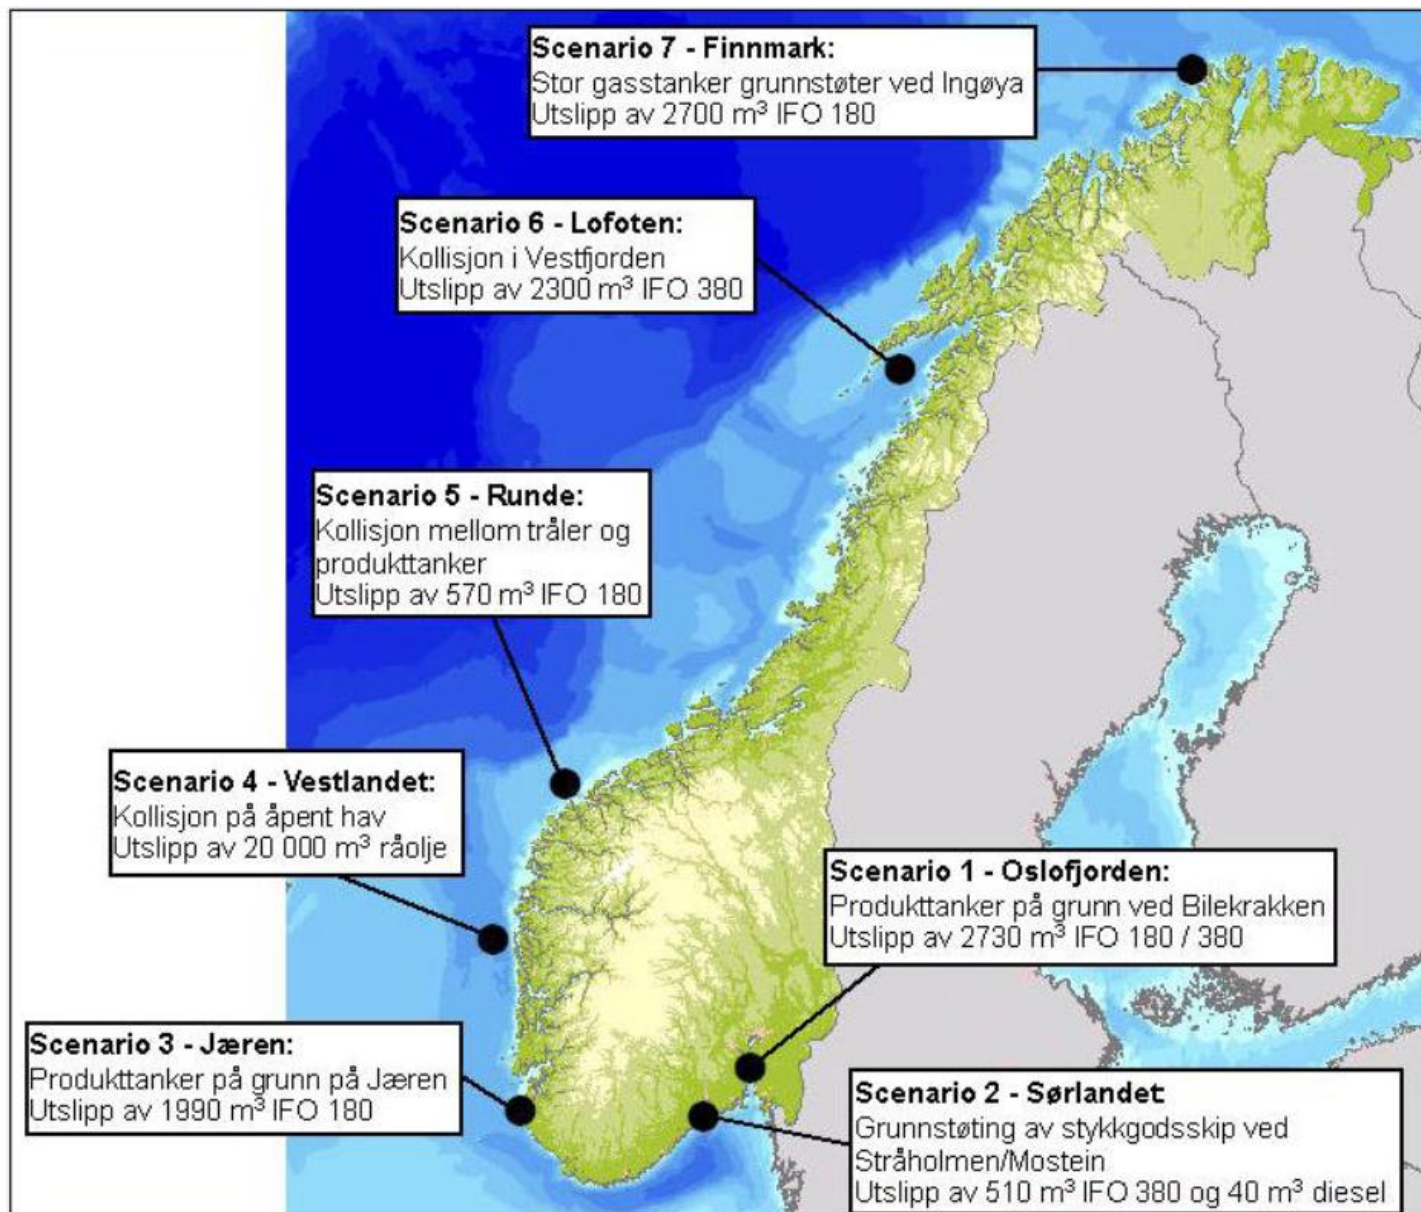 Scenario 7 - Finnmark:
Stor gasstanker grunnstøter ved Ingøya
Utslipp av 2700 m³ IFO 180
Scenario 6 - Lofoten:
Kollisjon i Vestfjorden
Utslipp av 2300 m³ IFO 380
Scenario 5 - Runde:
Kollisjon mellom tråler og
produkttanker
Utslipp av 570 m³ IFO 180
Scenario 4 - Vestlandet:
Kollisjon på åpent hav
Utslipp av 20 000 m³ råolje
Scenario 1 - Oslofjorden:
Produkttanker på grunn ved Bilekrakken
Utslipp av 2730 m³ IFO 180 / 380
Scenario 3 - Jæren:
Produkttanker på grunn på Jæren
Utslipp av 1990 m³ IFO 180
Scenario 2 - Sørlandet:
Grunnstøting av stykkgodsskip ved
Stråholmen/Mostein
Utslipp av 510 m³ IFO 380 og 40 m³ diesel